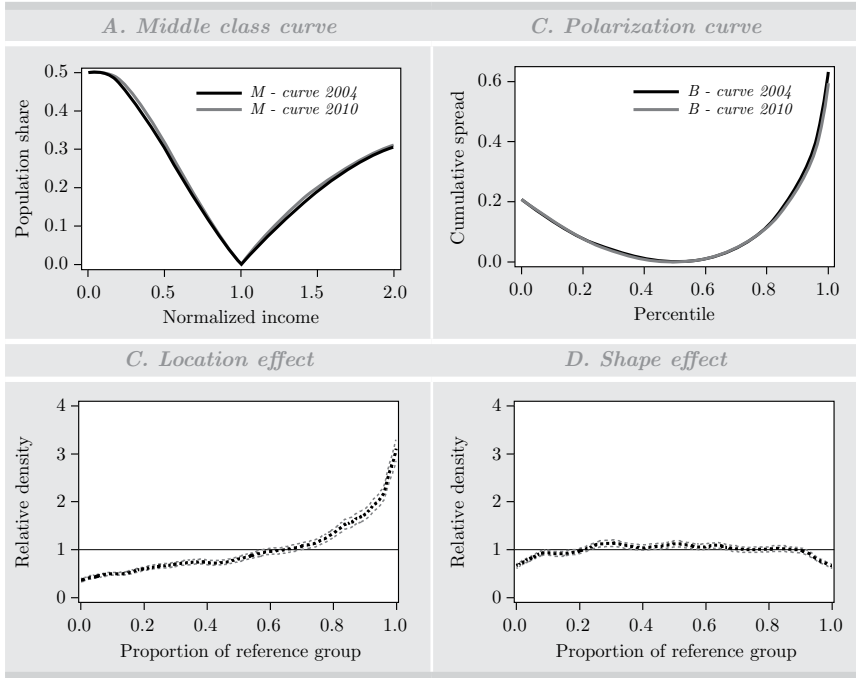 A. Middle class curve
Population share
0.5
0.4
0.3
0.2
0.1
0.0
M - curve 2004
M - curve 2010
0.0 0.5 1.0 1.5 2.0
Normalized income
C. Polarization curve
Cumulative spread
0.6
0.4
0.2
0.0
B - curve 2004
B - curve 2010
0.0 0.2 0.4 0.6 0.8 1.0
Percentile
C. Location effect
Relative density
4
3
2
1
0
0.0 0.2 0.4 0.6 0.8 1.0
Proportion of reference group
D. Shape effect
Relative density
4
3
2
1
0
0.0 0.2 0.4 0.6 0.8 1.0
Proportion of reference group